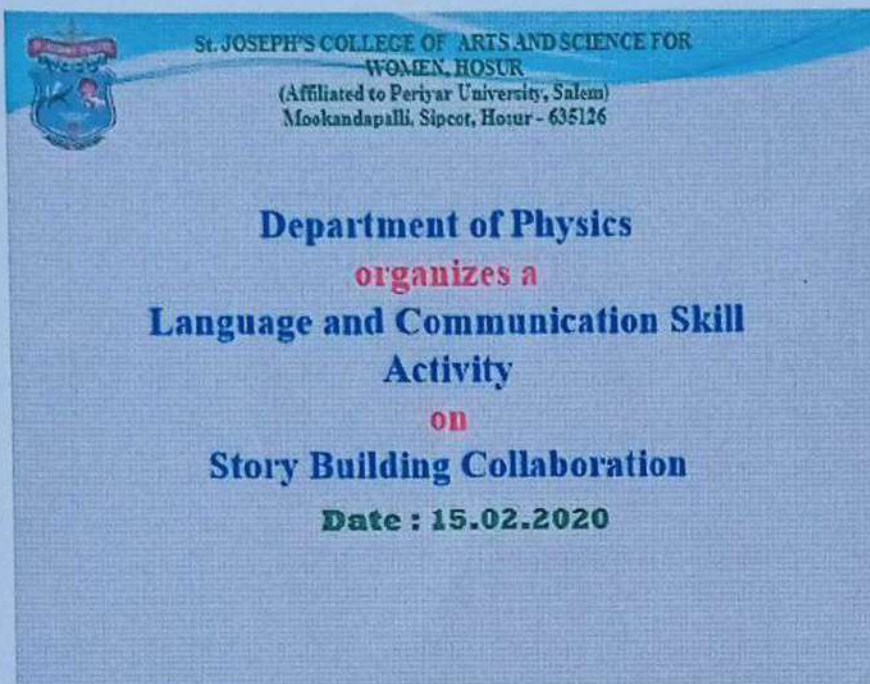 St. JOSEPH'S COLLEGE OF ARTS AND SCIENCE FOR
WOMEN, HOSUR
(Affiliated to Periyar University, Salem)
Mookandapalli, Sipcot, Hosur - 635126
Department of Physics
organizes a
Language and Communication Skill
Activity
on
Story Building Collaboration
Date : 15.02.2020